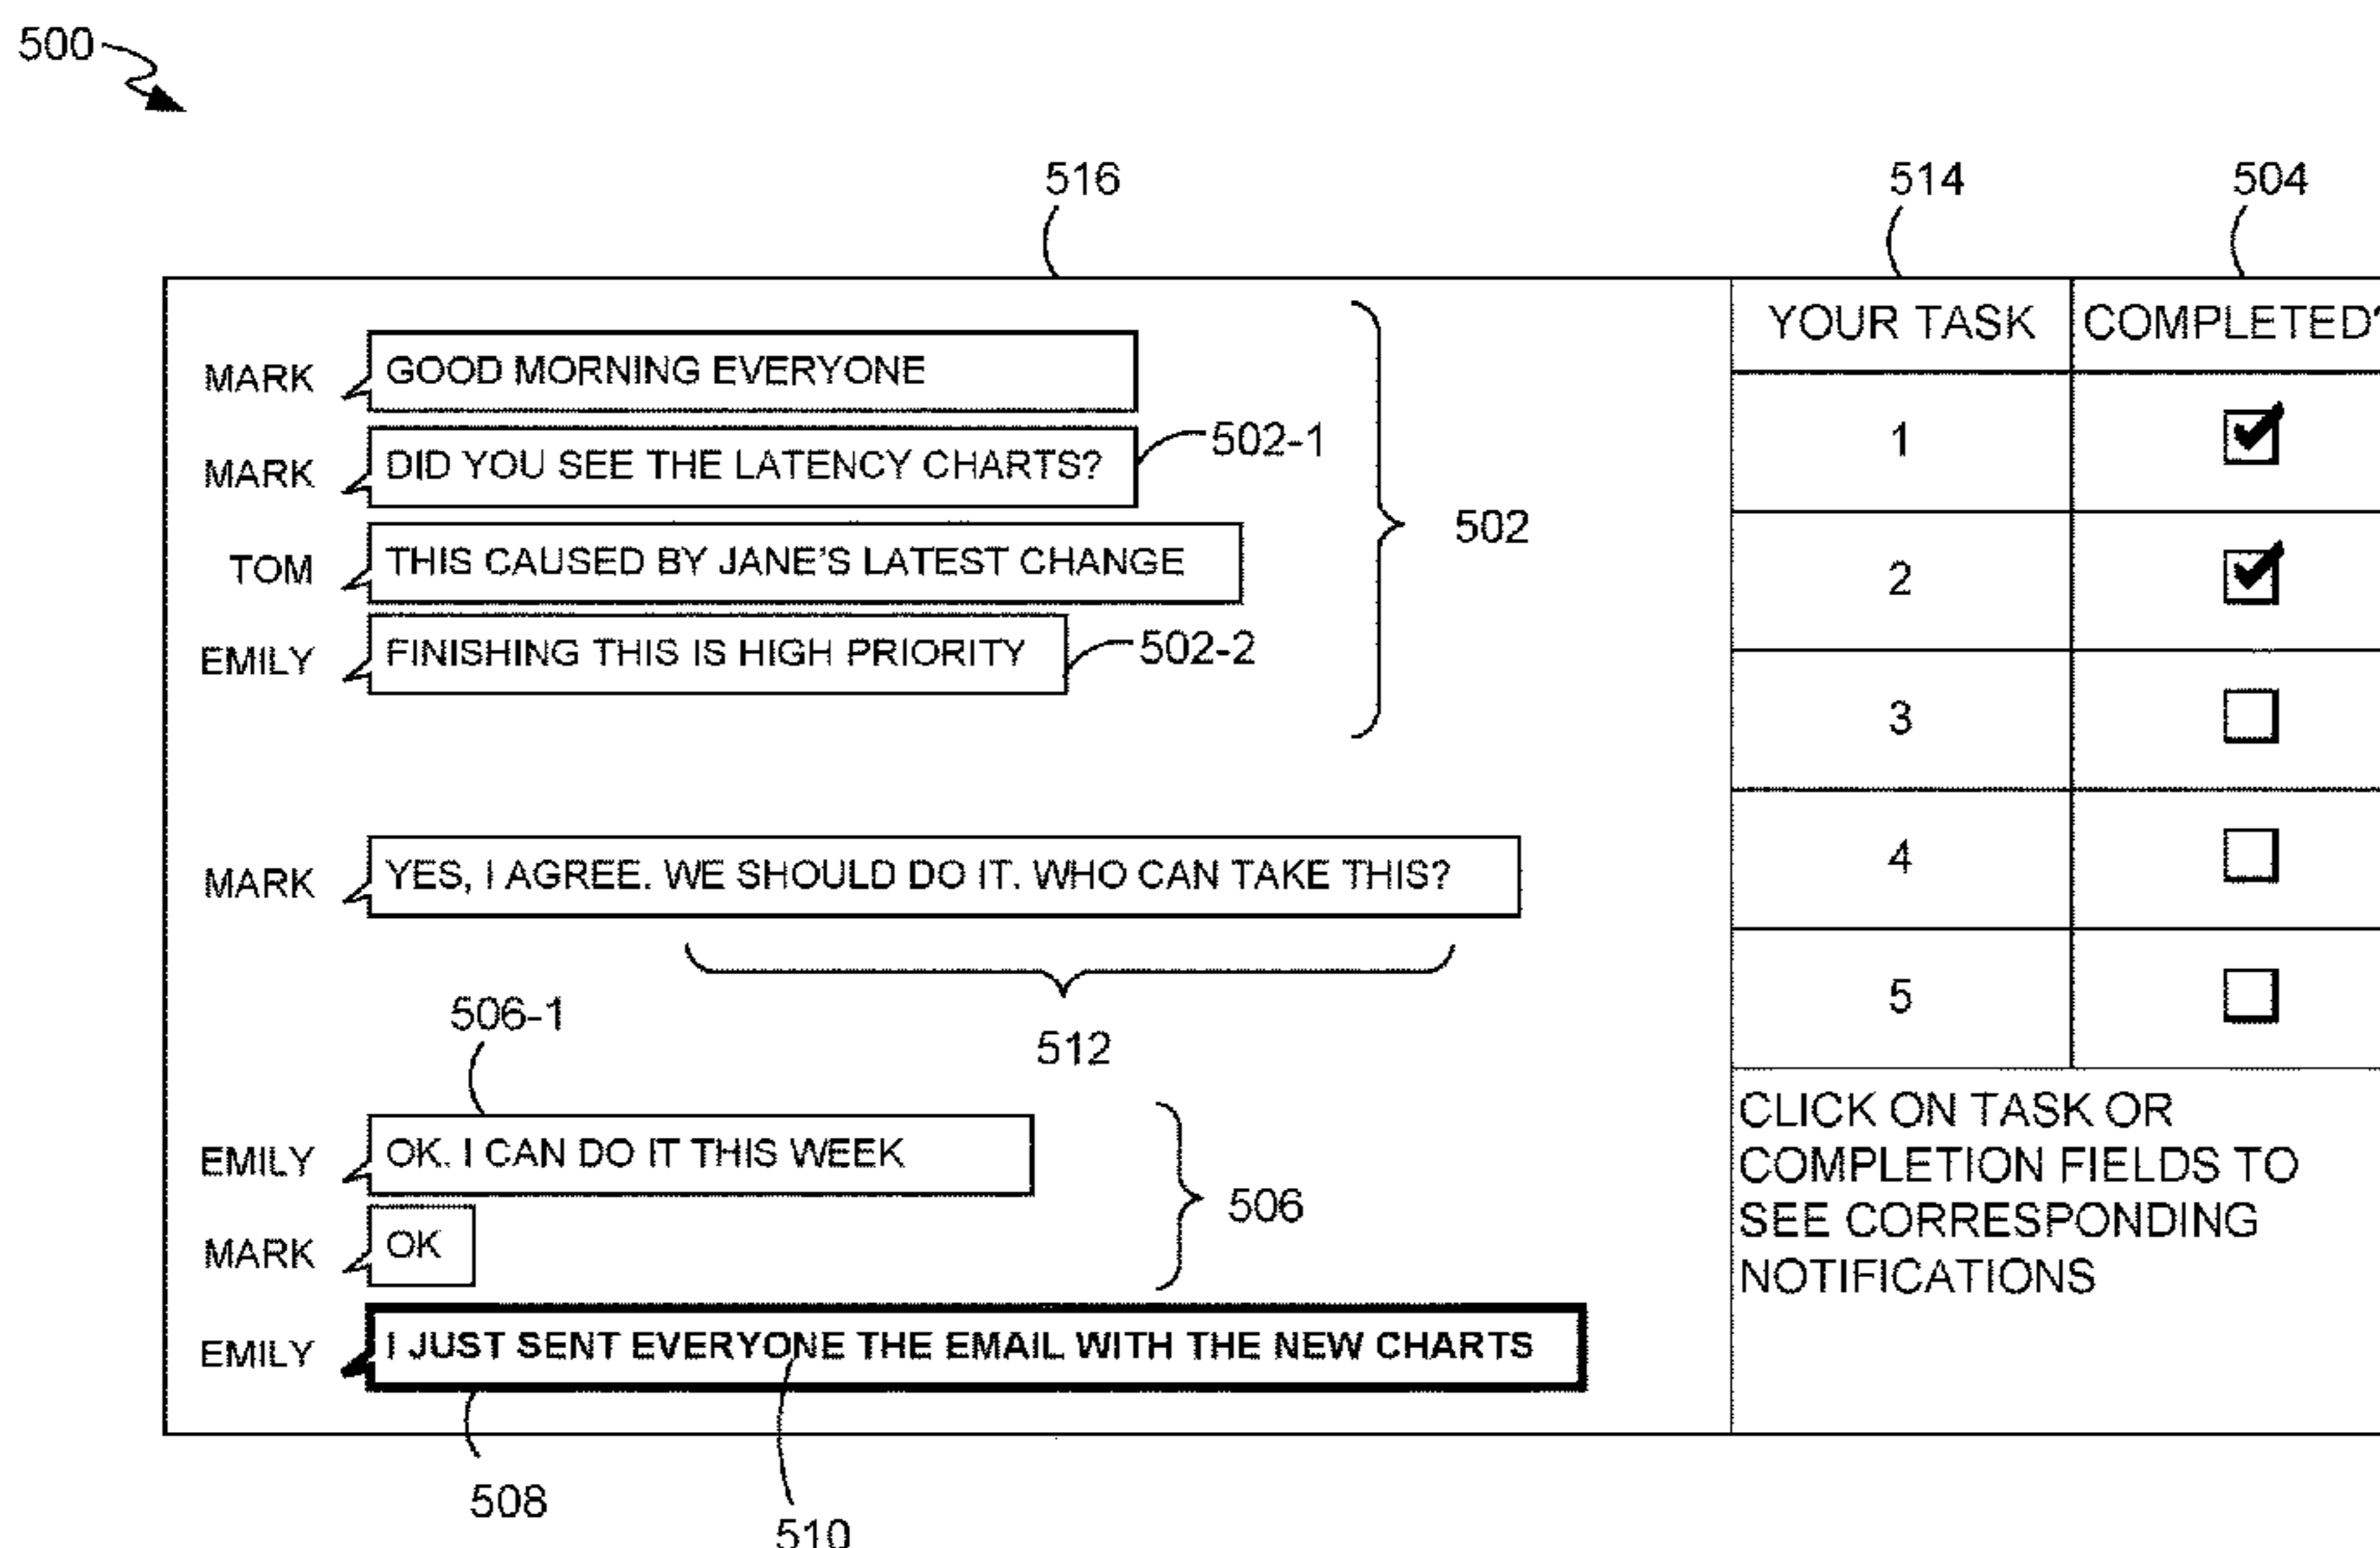 500
516
514
504
YOUR TASK
COMPLETED?
MARK
GOOD MORNING EVERYONE
MARK
DID YOU SEE THE LATENCY CHARTS?
502-1
TOM
THIS CAUSED BY JANE'S LATEST CHANGE
502
EMILY
FINISHING THIS IS HIGH PRIORITY
502-2
1
2
3
4
5
MARK
YES, I AGREE. WE SHOULD DO IT. WHO CAN TAKE THIS?
512
506-1
EMILY
OK. I CAN DO IT THIS WEEK
506
MARK
OK
EMILY
I JUST SENT EVERYONE THE EMAIL WITH THE NEW CHARTS
508
510
CLICK ON TASK OR
COMPLETION FIELDS TO
SEE CORRESPONDING
NOTIFICATIONS